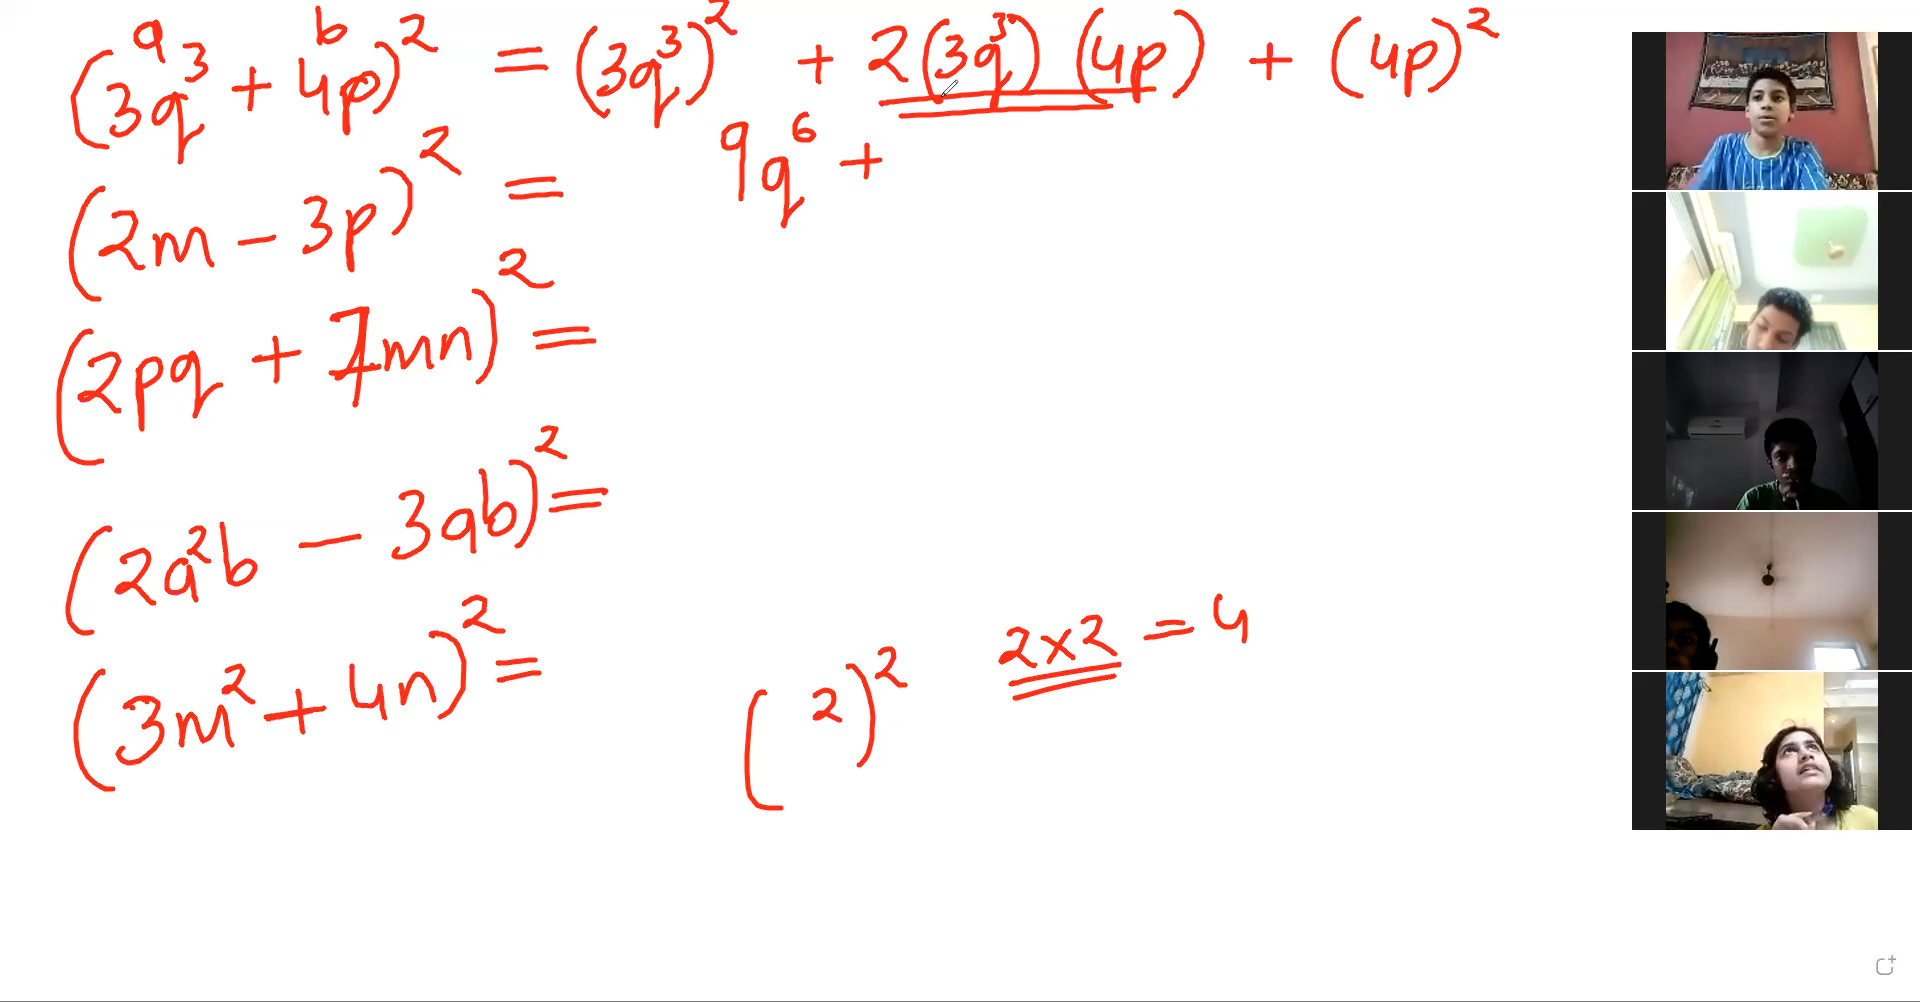 a b
(3q³ + 4p)² = (3q³)² + 2(3q³) (4p) + (4p)²
9q⁶ +
(2m - 3p)² =
(2pq + 7mn)² =
(2a²b - 3ab)² =
(3m² + 4n)² =
(2)² 2×2 = 4